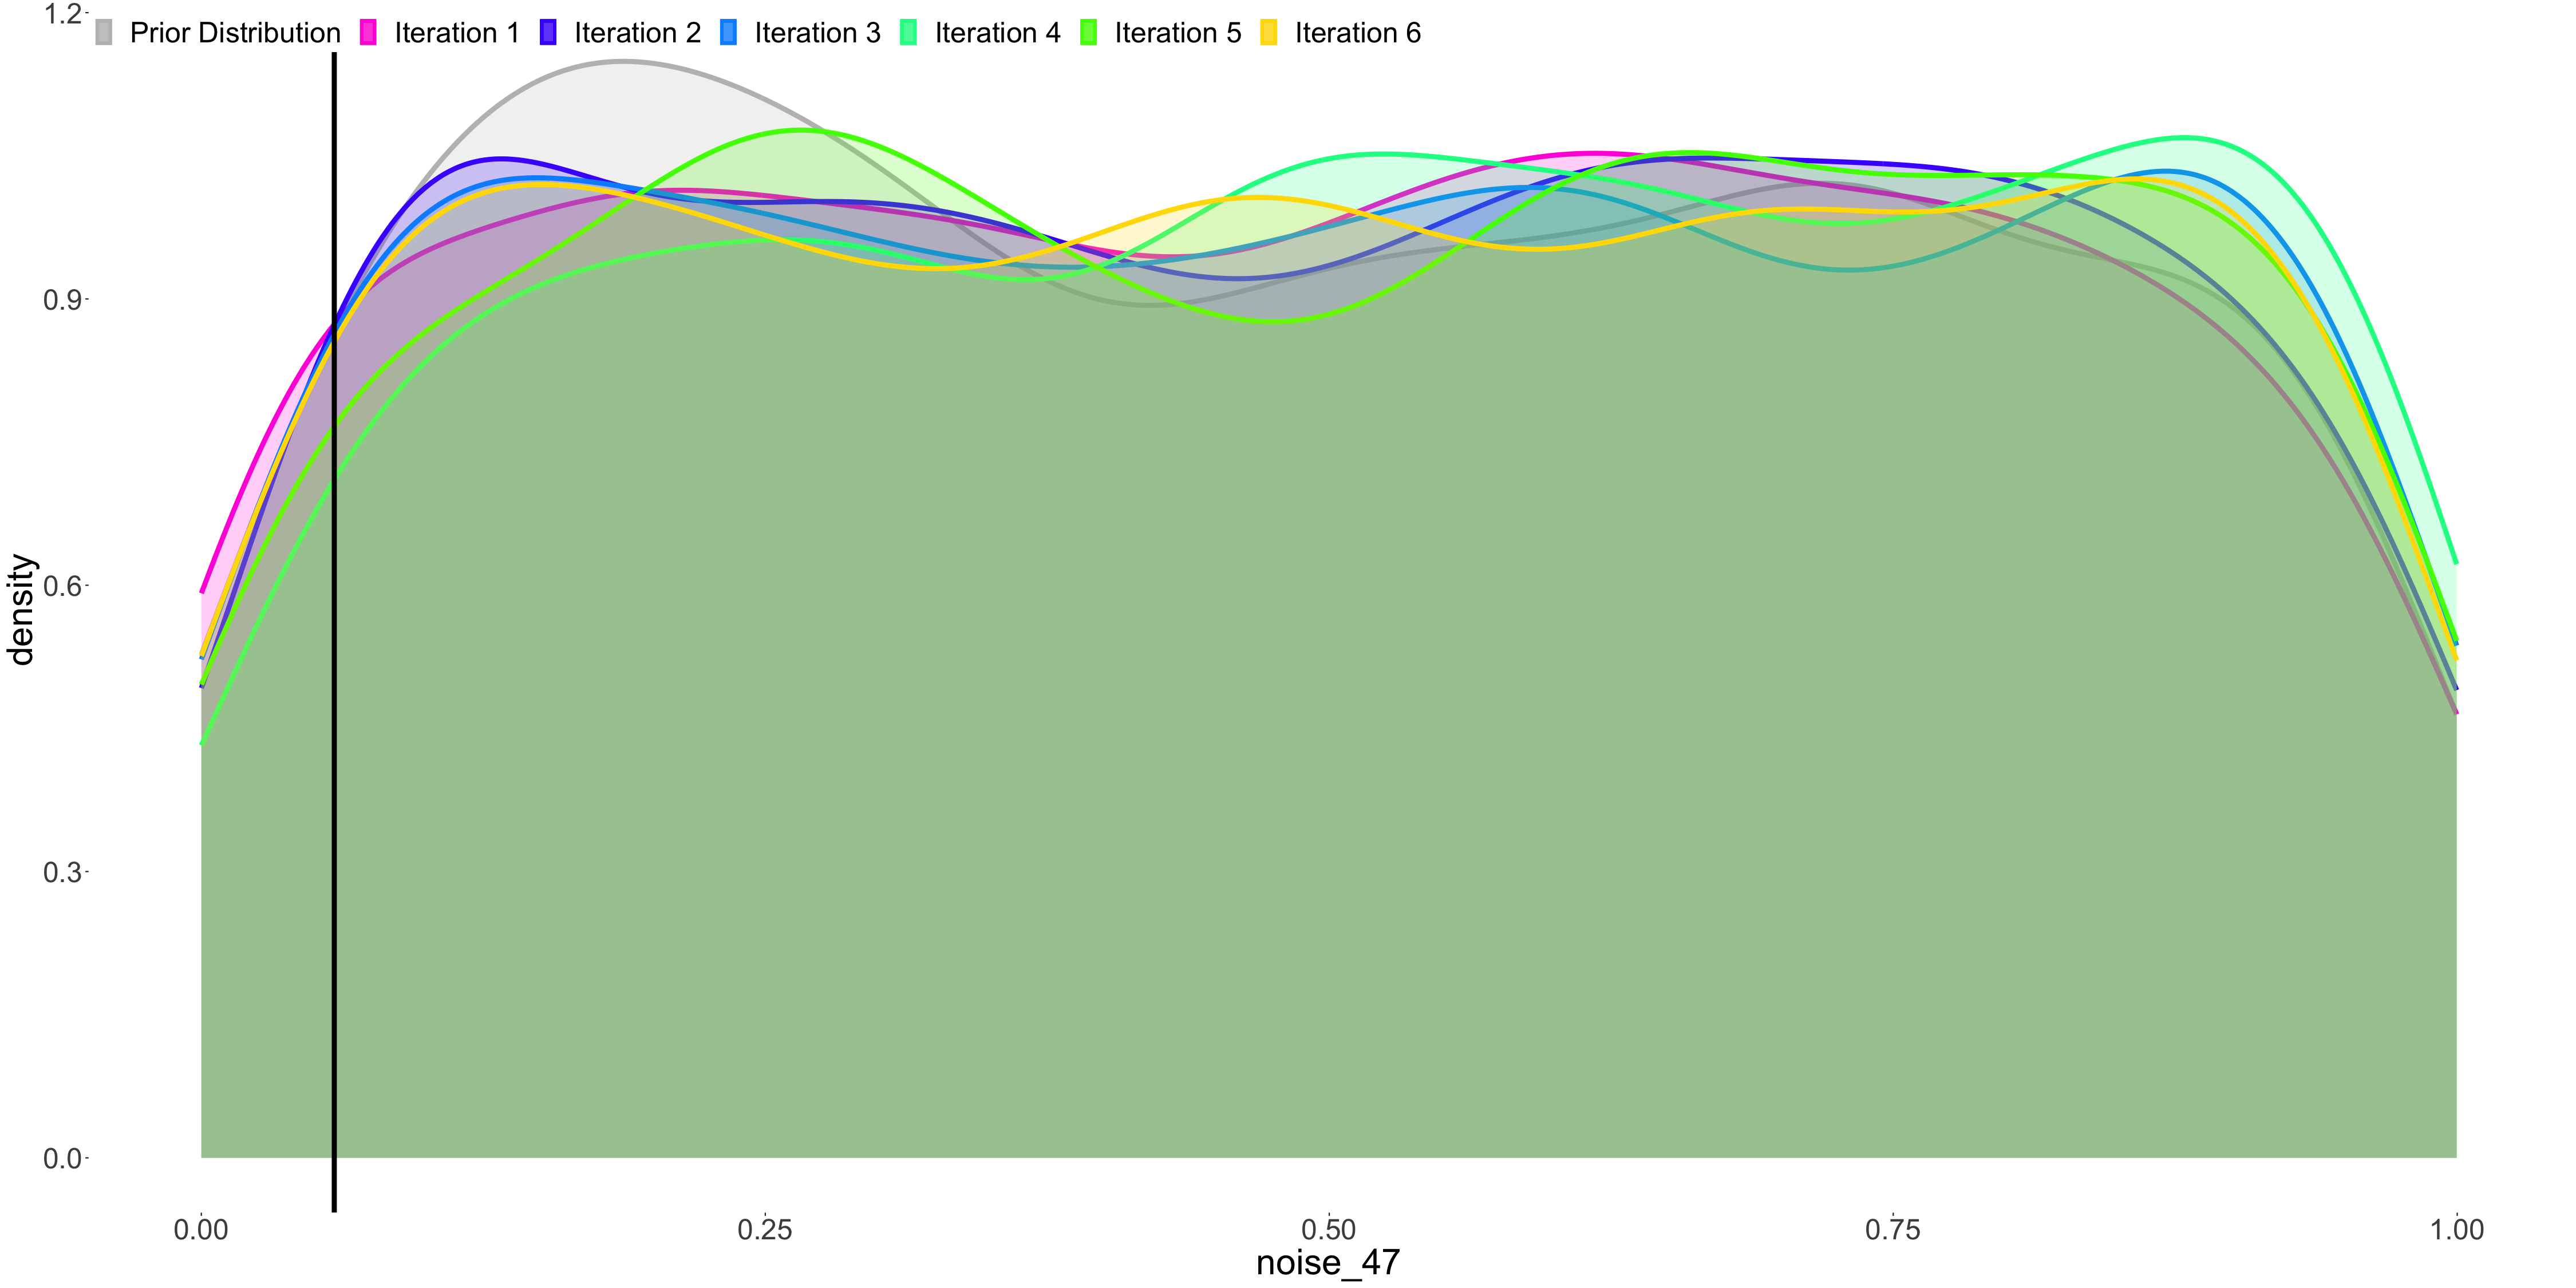 Prior Distribution Iteration 1 Iteration 2 Iteration 3 Iteration 4 Iteration 5 Iteration 6
1.2
0.9
0.6
0.3
0.0
density
0.00 0.25 0.50 0.75 1.00
noise_47